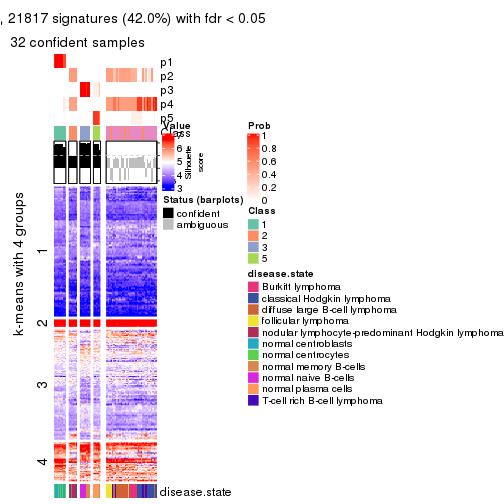 , 21817 signatures (42.0%) with fdr < 0.05
32 confident samples
p1
p2
p3
p4
p5
Class
Value
6
5
4
3
Silhouette
score
Prob
1
0.8
0.6
0.4
0.2
0
Status (barplots)
confident
ambiguous
Class
1
2
3
5
disease.state
Burkitt lymphoma
classical Hodgkin lymphoma
diffuse large B-cell lymphoma
follicular lymphoma
nodular lymphocyte-predominant Hodgkin lymphoma
normal centroblasts
normal centrocytes
normal memory B-cells
normal naive B-cells
normal plasma cells
T-cell rich B-cell lymphoma
k-means with 4 groups
1
2
3
4
disease.state